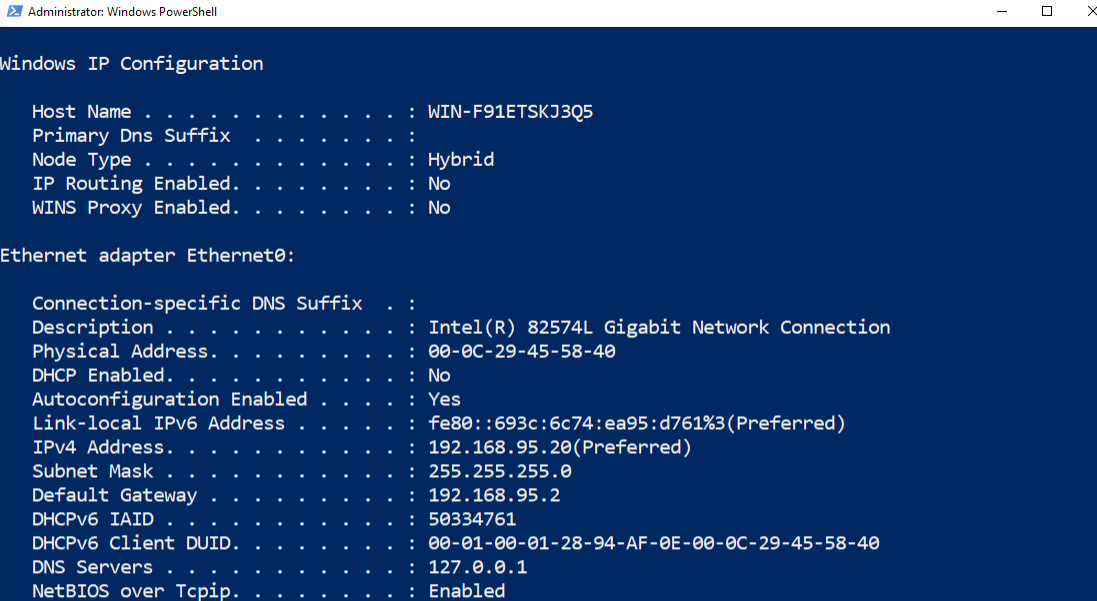 Administrator: Windows PowerShell
Windows IP Configuration
Host Name . . . . . . . . . . . . : WIN-F91ETSKJ3Q5
Primary Dns Suffix  . . . . . . . :
Node Type . . . . . . . . . . . . : Hybrid
IP Routing Enabled. . . . . . . . : No
WINS Proxy Enabled. . . . . . . . : No
Ethernet adapter Ethernet0:
Connection-specific DNS Suffix  . :
Description . . . . . . . . . . . : Intel(R) 82574L Gigabit Network Connection
Physical Address. . . . . . . . . : 00-0C-29-45-58-40
DHCP Enabled. . . . . . . . . . . : No
Autoconfiguration Enabled . . . . : Yes
Link-local IPv6 Address . . . . . : fe80::693c:6c74:ea95:d761%3(Preferred)
IPv4 Address. . . . . . . . . . . : 192.168.95.20(Preferred)
Subnet Mask . . . . . . . . . . . : 255.255.255.0
Default Gateway . . . . . . . . . : 192.168.95.2
DHCPv6 IAID . . . . . . . . . . . : 50334761
DHCPv6 Client DUID. . . . . . . . : 00-01-00-01-28-94-AF-0E-00-0C-29-45-58-40
DNS Servers . . . . . . . . . . . : 127.0.0.1
NetBIOS over Tcpip. . . . . . . . : Enabled